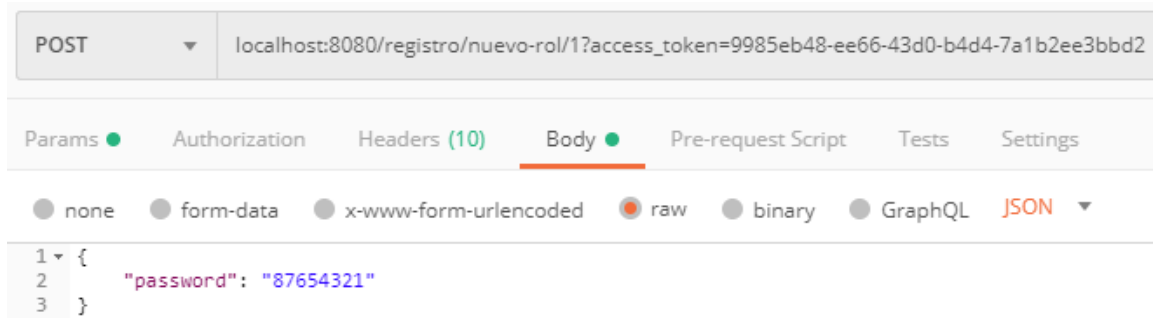 POST localhost:8080/registro/nuevo-rol/1?access_token=9985eb48-ee66-43d0-b4d4-7a1b2ee3bbd2
Params Authorization Headers (10) Body Pre-request Script Tests Settings
none form-data x-www-form-urlencoded raw binary GraphQL JSON
1 {
2 "password": "87654321"
3 }